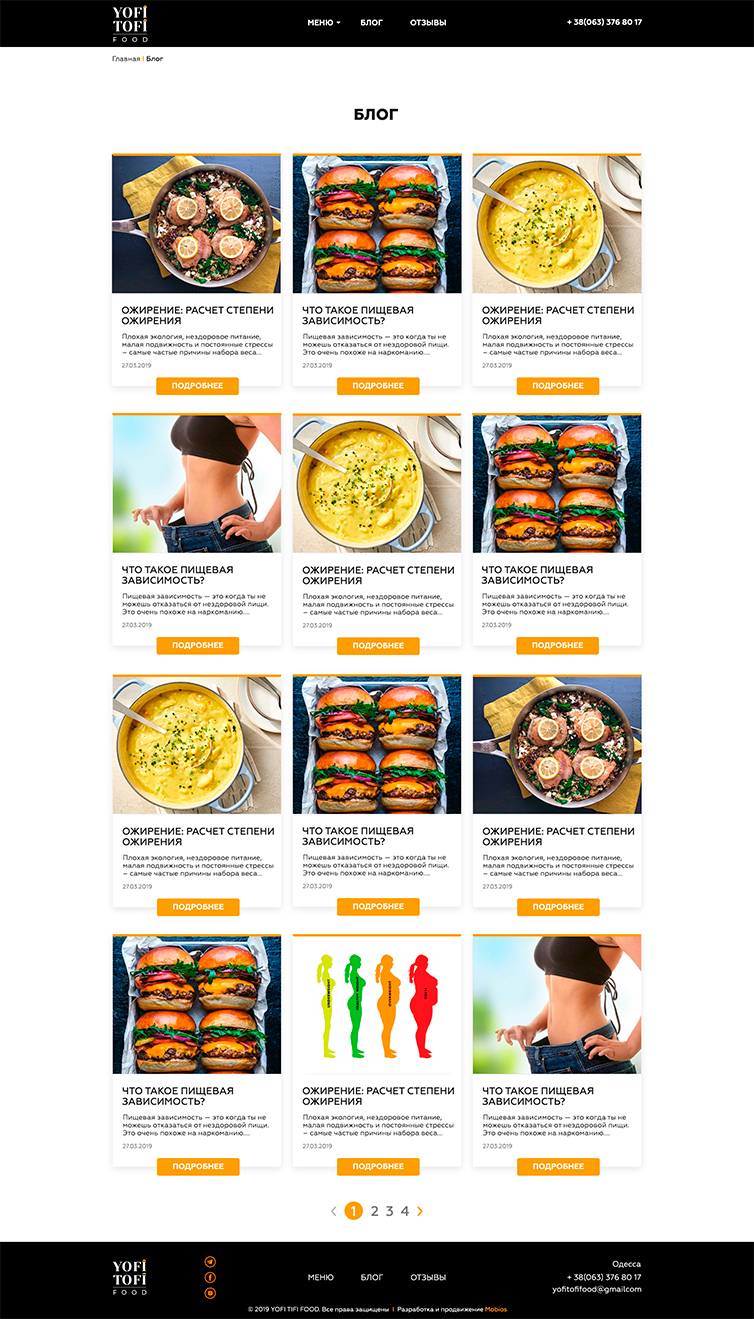 YOFI
TOFI
FOOD
МЕНЮ
БЛОГ
ОТЗЫВЫ
+ 38(063) 376 80 17
Главная | Блог
БЛОГ
ОЖИРЕНИЕ: РАСЧЕТ СТЕПЕНИ
ОЖИРЕНИЯ
Плохая экология, нездоровое питание,
малая подвижность и постоянные стрессы
– самые частые причины набора веса...
27.03.2019
ПОДРОБНЕЕ
ЧТО ТАКОЕ ПИЩЕВАЯ
ЗАВИСИМОСТЬ?
Пищевая зависимость — это когда ты не
можешь отказаться от нездоровой пищи.
Это очень похоже на наркоманию....
27.03.2019
ПОДРОБНЕЕ
ОЖИРЕНИЕ: РАСЧЕТ СТЕПЕНИ
ОЖИРЕНИЯ
Плохая экология, нездоровое питание,
малая подвижность и постоянные стрессы
– самые частые причины набора веса...
27.03.2019
ПОДРОБНЕЕ
ЧТО ТАКОЕ ПИЩЕВАЯ
ЗАВИСИМОСТЬ?
Пищевая зависимость — это когда ты не
можешь отказаться от нездоровой пищи.
Это очень похоже на наркоманию....
27.03.2019
ПОДРОБНЕЕ
ОЖИРЕНИЕ: РАСЧЕТ СТЕПЕНИ
ОЖИРЕНИЯ
Плохая экология, нездоровое питание,
малая подвижность и постоянные стрессы
– самые частые причины набора веса...
27.03.2019
ПОДРОБНЕЕ
ЧТО ТАКОЕ ПИЩЕВАЯ
ЗАВИСИМОСТЬ?
Пищевая зависимость — это когда ты не
можешь отказаться от нездоровой пищи.
Это очень похоже на наркоманию....
27.03.2019
ПОДРОБНЕЕ
ОЖИРЕНИЕ: РАСЧЕТ СТЕПЕНИ
ОЖИРЕНИЯ
Плохая экология, нездоровое питание,
малая подвижность и постоянные стрессы
– самые частые причины набора веса...
27.03.2019
ПОДРОБНЕЕ
ЧТО ТАКОЕ ПИЩЕВАЯ
ЗАВИСИМОСТЬ?
Пищевая зависимость — это когда ты не
можешь отказаться от нездоровой пищи.
Это очень похоже на наркоманию....
27.03.2019
ПОДРОБНЕЕ
ОЖИРЕНИЕ: РАСЧЕТ СТЕПЕНИ
ОЖИРЕНИЯ
Плохая экология, нездоровое питание,
малая подвижность и постоянные стрессы
– самые частые причины набора веса...
27.03.2019
ПОДРОБНЕЕ
ЧТО ТАКОЕ ПИЩЕВАЯ
ЗАВИСИМОСТЬ?
Пищевая зависимость — это когда ты не
можешь отказаться от нездоровой пищи.
Это очень похоже на наркоманию....
27.03.2019
ПОДРОБНЕЕ
ОЖИРЕНИЕ: РАСЧЕТ СТЕПЕНИ
ОЖИРЕНИЯ
Плохая экология, нездоровое питание,
малая подвижность и постоянные стрессы
– самые частые причины набора веса...
27.03.2019
ПОДРОБНЕЕ
ЧТО ТАКОЕ ПИЩЕВАЯ
ЗАВИСИМОСТЬ?
Пищевая зависимость — это когда ты не
можешь отказаться от нездоровой пищи.
Это очень похоже на наркоманию....
27.03.2019
ПОДРОБНЕЕ
1 2 3 4
YOFI
TOFI
FOOD
МЕНЮ
БЛОГ
ОТЗЫВЫ
Одесса
+ 38(063) 376 80 17
yofitofifood@gmail.com
© 2019 YOFI TIFI FOOD. Все права защищены | Разработка и продвижение Mobios